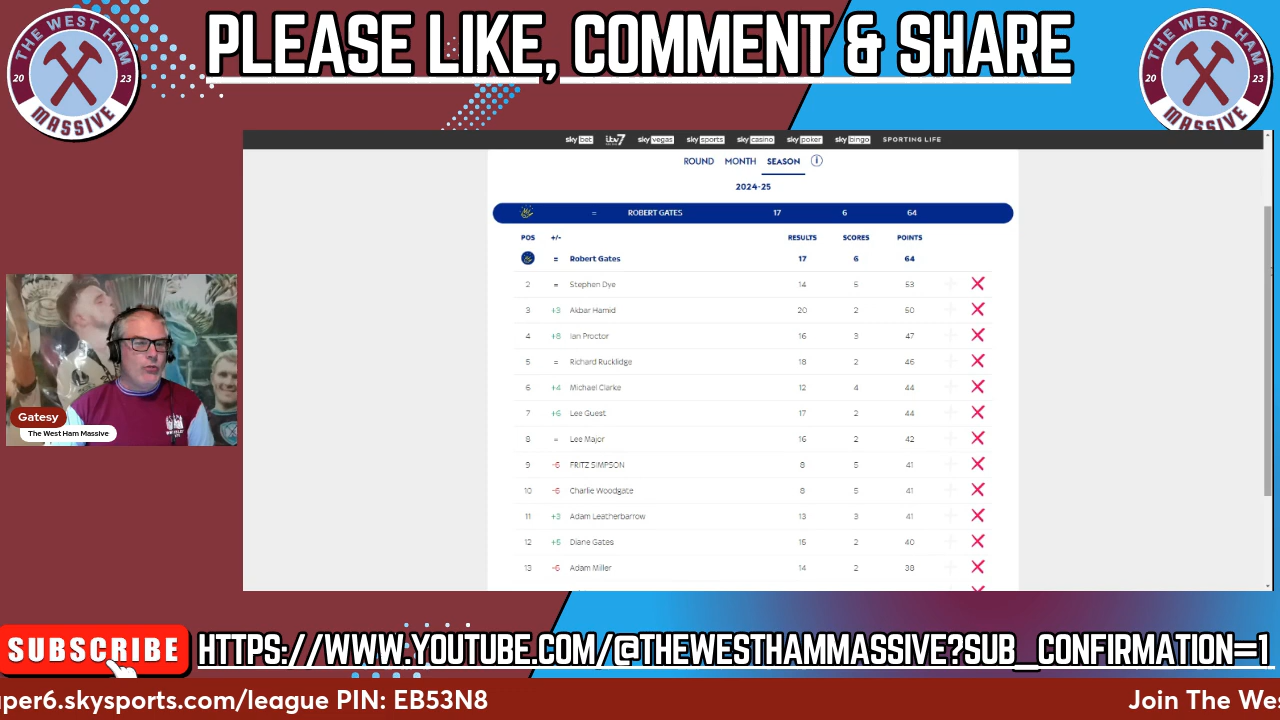 PLEASE LIKE, COMMENT & SHARE
THE WEST HAM
20 23
MASSIVE
THE WEST HAM
20 23
MASSIVE
sky bet itv7 sky vegas sky sports sky casino sky poker sky bingo SPORTING LIFE
ROUND MONTH SEASON i
2024-25
= ROBERT GATES 17 6 64
POS +/- RESULTS SCORES POINTS
= Robert Gates 17 6 64
2 = Stephen Dye 14 5 53
3 +3 Akbar Hamid 20 2 50
4 +8 Ian Proctor 16 3 47
5 = Richard Rucklidge 18 2 46
6 +4 Michael Clarke 12 4 44
7 +6 Lee Guest 17 2 44
8 = Lee Major 16 2 42
9 -6 FRITZ SIMPSON 8 5 41
10 -6 Charlie Woodgate 8 5 41
11 +3 Adam Leatherbarrow 13 3 41
12 +5 Diane Gates 15 2 40
13 -6 Adam Miller 14 2 38
Gatesy
The West Ham Massive
SUBSCRIBE
HTTPS://WWW.YOUTUBE.COM/@THEWESTHAMMASSIVE?SUB_CONFIRMATION=1
uper6.skysports.com/league PIN: EB53N8
Join The Wes